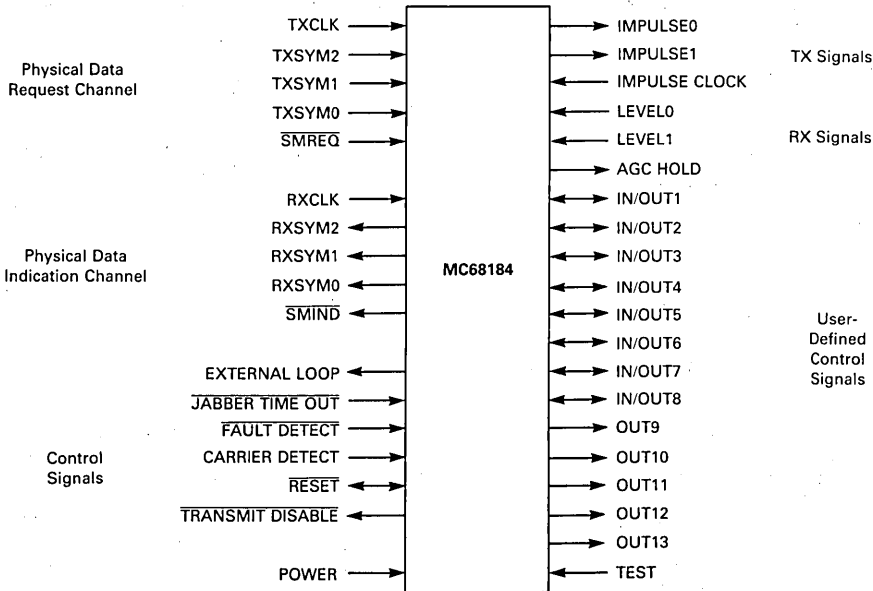 TXCLK
TXSYM2
TXSYM1
TXSYM0
SMREQ
Physical Data
Request Channel
RXCLK
RXSYM2
RXSYM1
RXSYM0
SMIND
Physical Data
Indication Channel
EXTERNAL LOOP
JABBER TIME OUT
FAULT DETECT
CARRIER DETECT
RESET
TRANSMIT DISABLE
Control
Signals
POWER
MC68184
IMPULSE0
IMPULSE1
IMPULSE CLOCK
TX Signals
LEVEL0
LEVEL1
RX Signals
AGC HOLD
IN/OUT1
IN/OUT2
IN/OUT3
IN/OUT4
IN/OUT5
IN/OUT6
IN/OUT7
IN/OUT8
OUT9
OUT10
OUT11
OUT12
OUT13
User-
Defined
Control
Signals
TEST